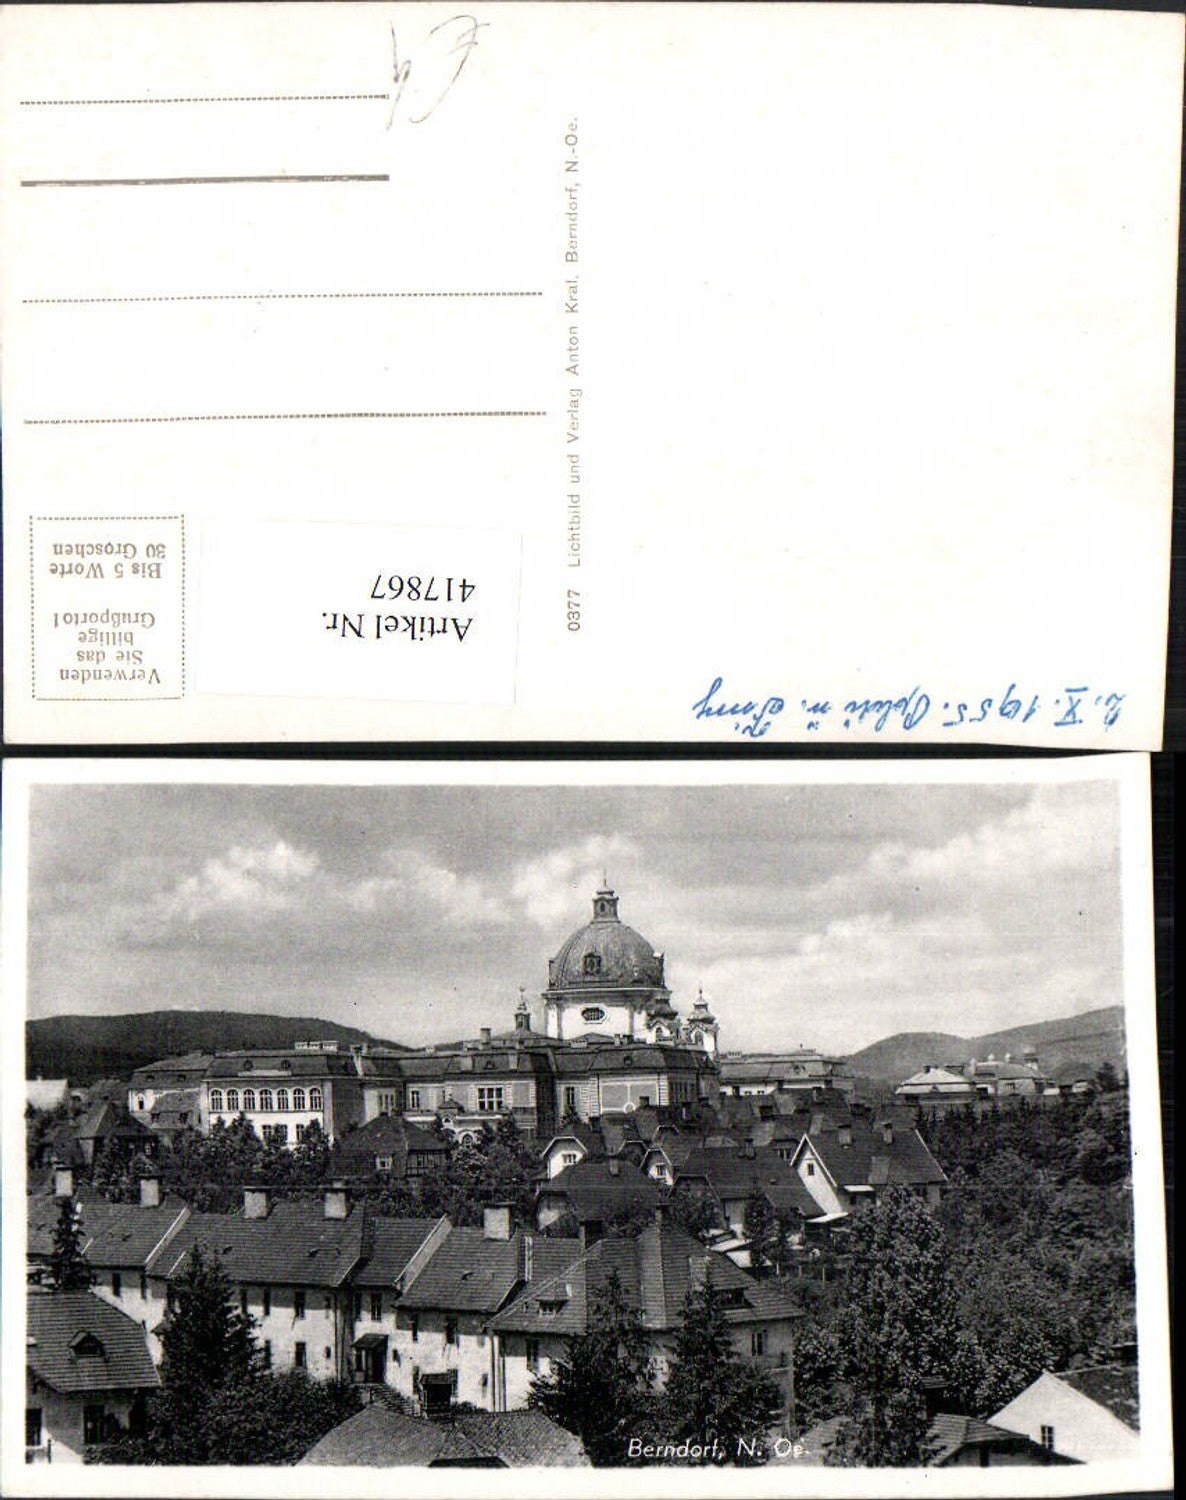 Verwenden
Sie das
billige
Grußporto!
Bis 5 Worte
30 Groschen
Artikel Nr.
417867
0377 Lichtbild und Verlag Anton Kral, Berndorf, N.-Oe.
2. X. 1955.
Berndorf, N. Oe.